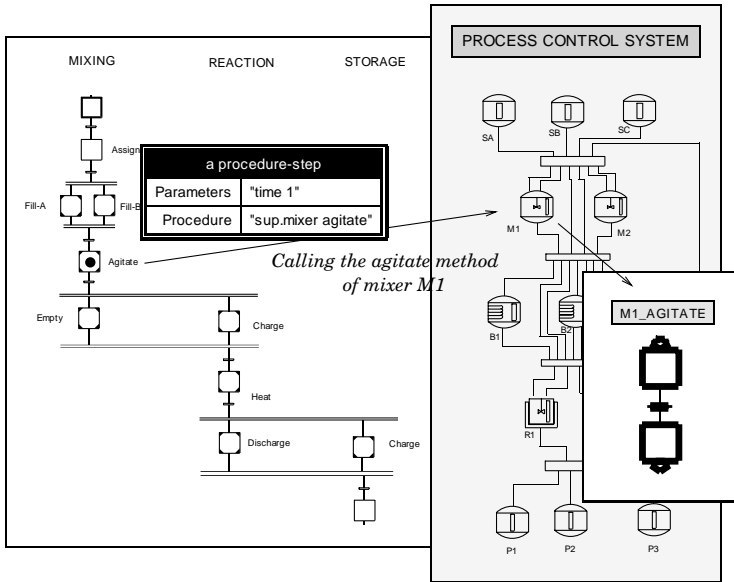 PROCESS CONTROL SYSTEM
MIXING
REACTION
STORAGE
SA
SB
SC
Assign
a procedure-step
Parameters "time 1"
Procedure "sup.mixer agitate"
Fill-A
Fill-B
M1
M2
Agitate
Calling the agitate method
of mixer M1
Empty
Charge
B1
B2
M1_AGITATE
Heat
R1
Discharge
Charge
P1
P2
P3